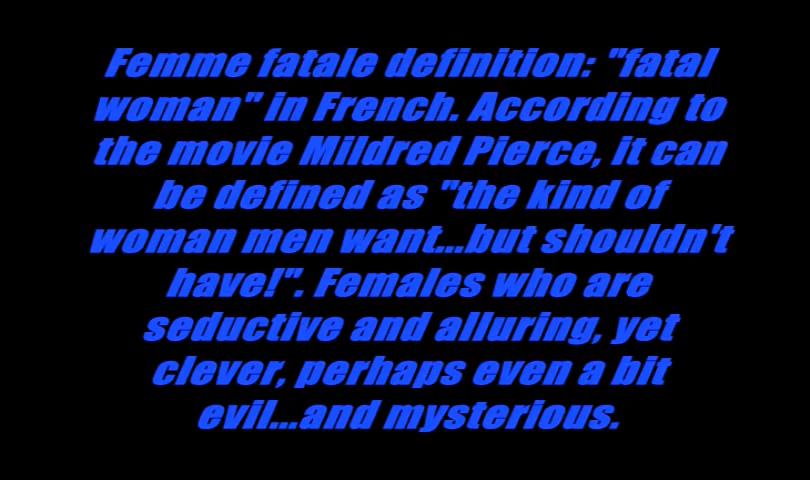 Femme fatale definition: "fatal
woman" in French. According to
the movie Mildred Pierce, it can
be defined as "the kind of
woman men want...but shouldn't
have!". Females who are
seductive and alluring, yet
clever, perhaps even a bit
evil...and mysterious.